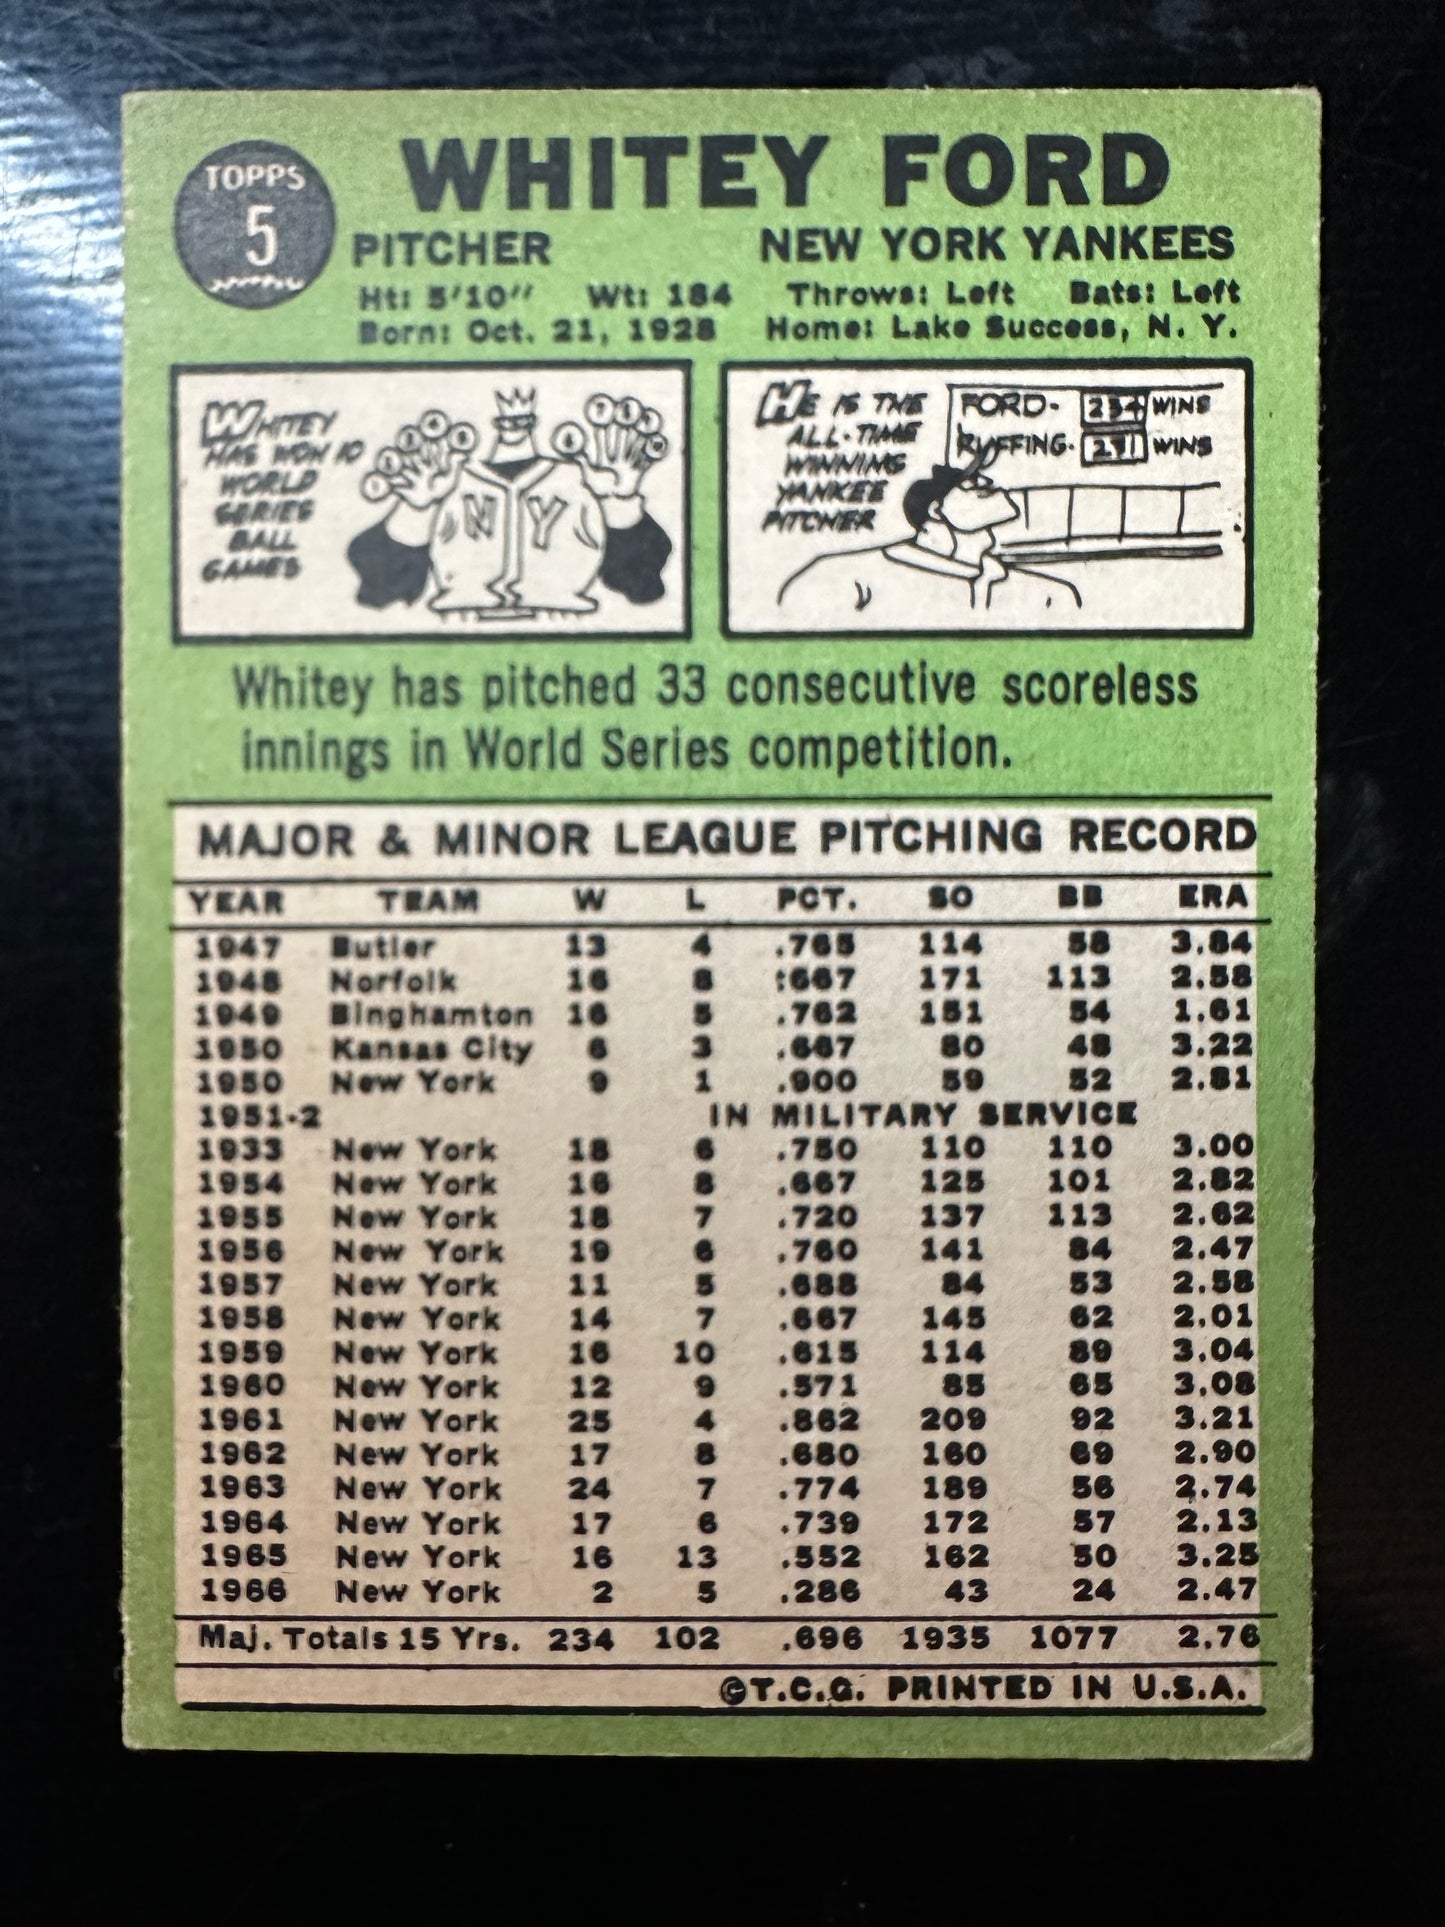 TOPPS
5
WHITEY FORD
PITCHER NEW YORK YANKEES
Ht: 5'10" Wt: 184 Throws: Left Bats: Left
Born: Oct. 21, 1928 Home: Lake Success, N. Y.
WHITEY
HAS WON 10
WORLD
SERIES
BALL
GAMES
1
2
3
4
5
6
7
8
9
10
NY
HE IS THE
ALL-TIME
WINNING
YANKEE
PITCHER
FORD- 234 WINS
RUFFING- 231 WINS
Whitey has pitched 33 consecutive scoreless
innings in World Series competition.
MAJOR & MINOR LEAGUE PITCHING RECORD
YEAR TEAM W L PCT. SO BB ERA
1947 Butler 13 4 .765 114 58 3.84
1948 Norfolk 16 8 :667 171 113 2.58
1949 Binghamton 16 5 .762 151 54 1.61
1950 Kansas City 6 3 .667 80 48 3.22
1950 New York 9 1 .900 59 52 2.81
1951-2 IN MILITARY SERVICE
1933 New York 18 6 .750 110 110 3.00
1954 New York 16 8 .667 125 101 2.82
1955 New York 18 7 .720 137 113 2.62
1956 New York 19 6 .760 141 84 2.47
1957 New York 11 5 .688 84 53 2.58
1958 New York 14 7 .667 145 62 2.01
1959 New York 16 10 .615 114 89 3.04
1960 New York 12 9 .571 85 65 3.08
1961 New York 25 4 .862 209 92 3.21
1962 New York 17 8 .680 160 69 2.90
1963 New York 24 7 .774 189 56 2.74
1964 New York 17 6 .739 172 57 2.13
1965 New York 16 13 .552 162 50 3.25
1966 New York 2 5 .286 43 24 2.47
Maj. Totals 15 Yrs. 234 102 .696 1935 1077 2.76
©T.C.G. PRINTED IN U.S.A.